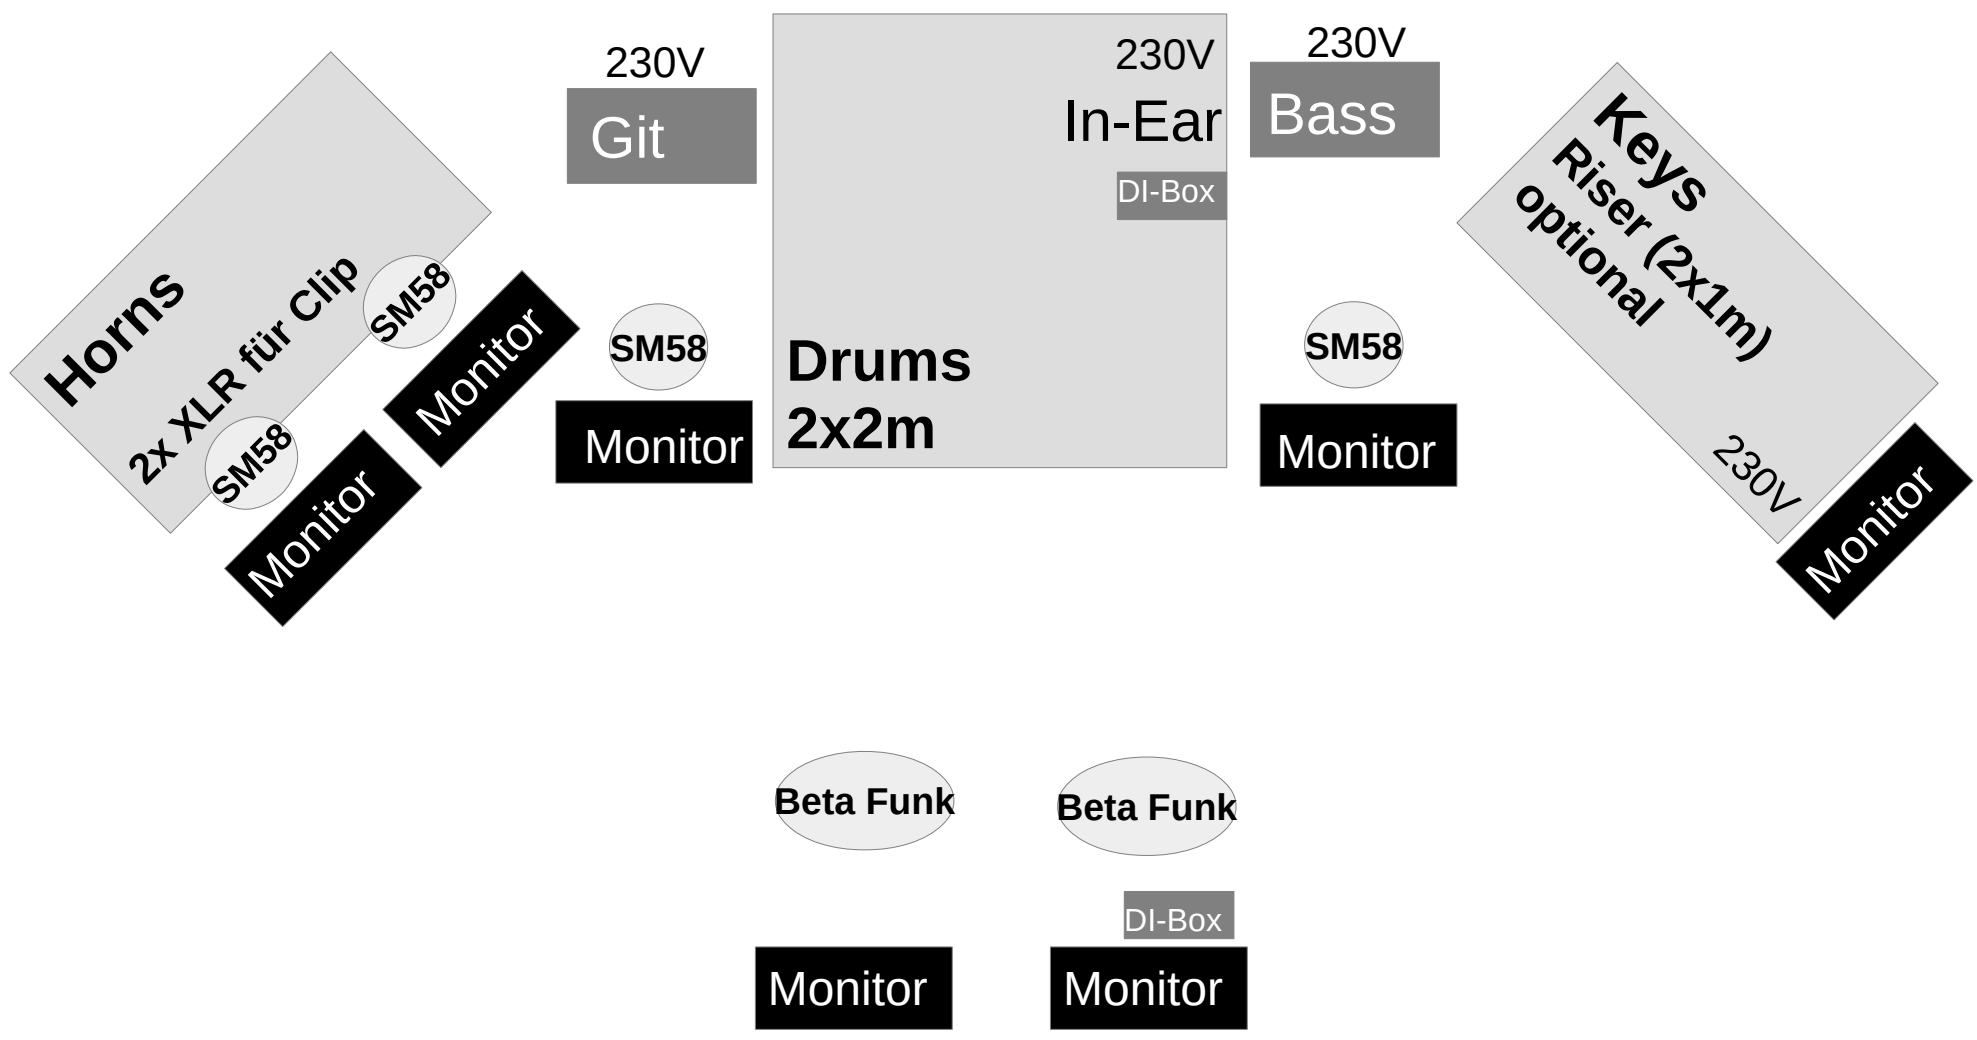 230V
Git
230V
In-Ear
DI-Box
Drums
2x2m
230V
Bass
Keys
Riser (2x1m)
optional
230V
Monitor
Horns
2x XLR für Clip
SM58
SM58
Monitor
Monitor
SM58
Monitor
SM58
Monitor
Beta Funk
Beta Funk
DI-Box
Monitor
Monitor